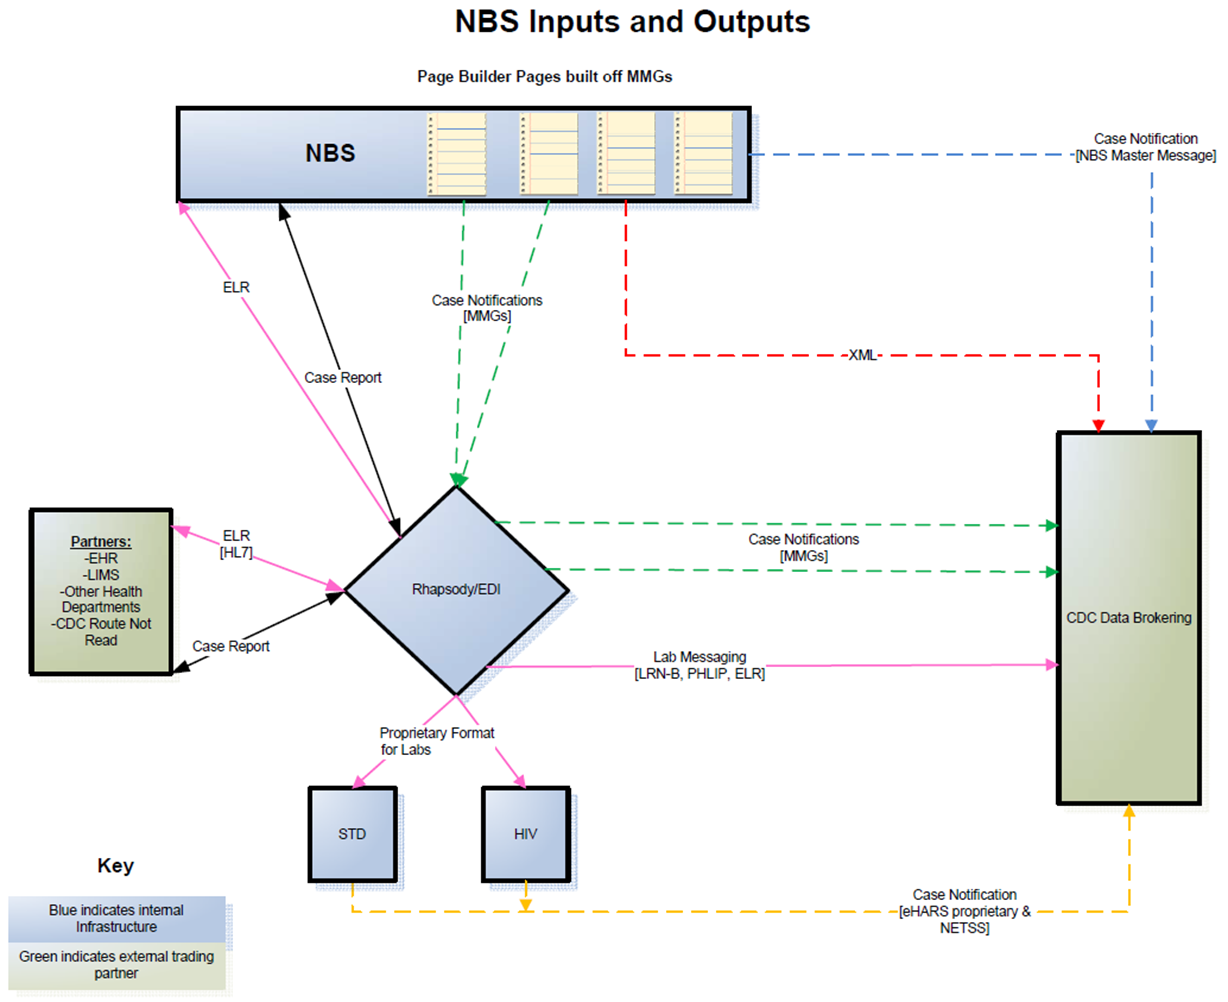 NBS Inputs and Outputs
Page Builder Pages built off MMGs
NBS
Case Notification
[NBS Master Message]
ELR
Case Notifications
[MMGs]
XML
Case Report
Partners:
-EHR
-LIMS
-Other Health
Departments
-CDC Route Not
Read
ELR
[HL7]
Case Report
Rhapsody/EDI
Case Notifications
[MMGs]
CDC Data Brokering
Lab Messaging
[LRN-B, PHLIP, ELR]
Proprietary Format
for Labs
STD
HIV
Key
Blue indicates internal
Infrastructure
Green indicates external trading
partner
Case Notification
[eHARS proprietary &
NETSS]